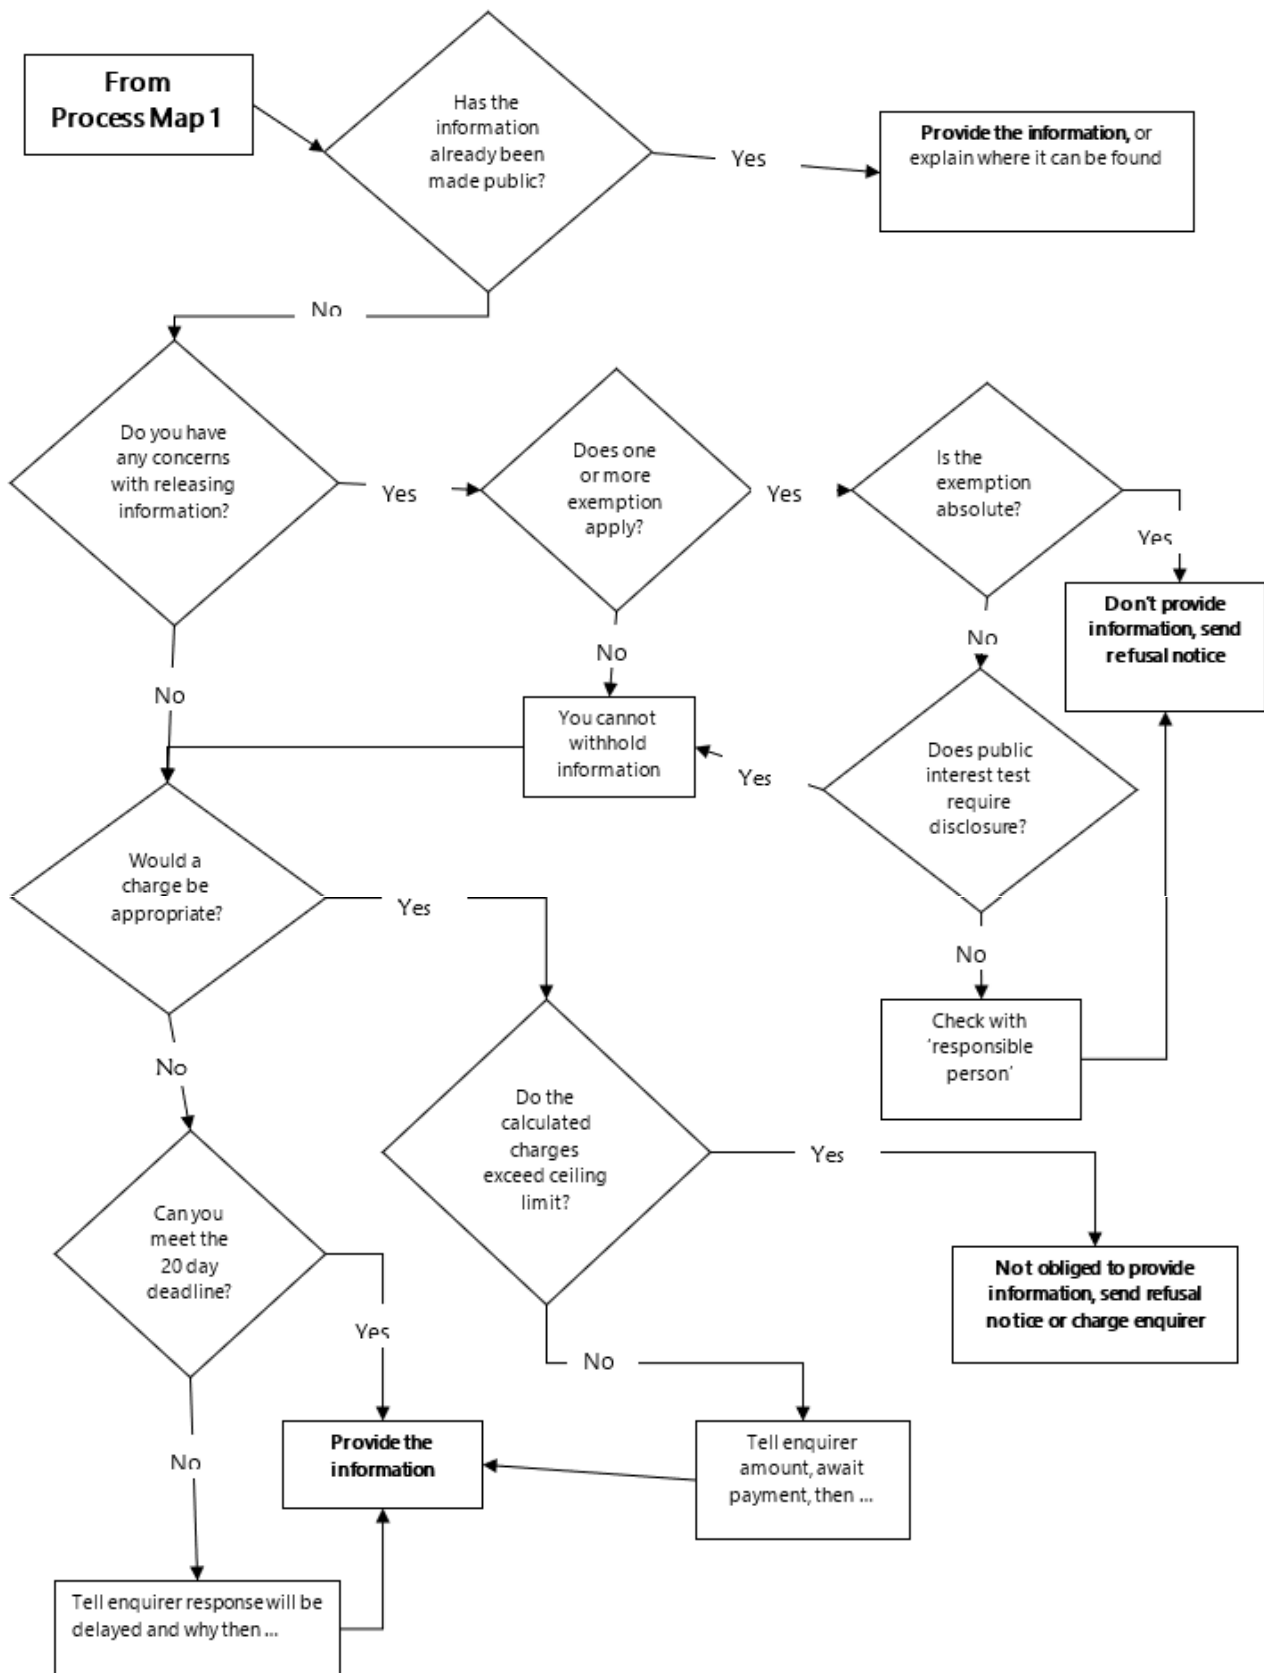 From
Process Map 1
Has the
information
already been
made public?
Yes
Provide the information, or
explain where it can be found
No
Do you have
any concerns
with releasing
information?
Yes
Does one
or more
exemption
apply?
Yes
Is the
exemption
absolute?
Yes
Don't provide
information, send
refusal notice
No
No
No
You cannot
withhold
information
Yes
Does public
interest test
require
disclosure?
Would a
charge be
appropriate?
Yes
No
Check with
‘responsible
person’
No
Do the
calculated
charges
exceed ceiling
limit?
Yes
Can you
meet the
20 day
deadline?
Not obliged to provide
information, send refusal
notice or charge enquirer
Yes
No
No
Provide the
information
Tell enquirer
amount, await
payment, then ...
Tell enquirer response will be
delayed and why then ...